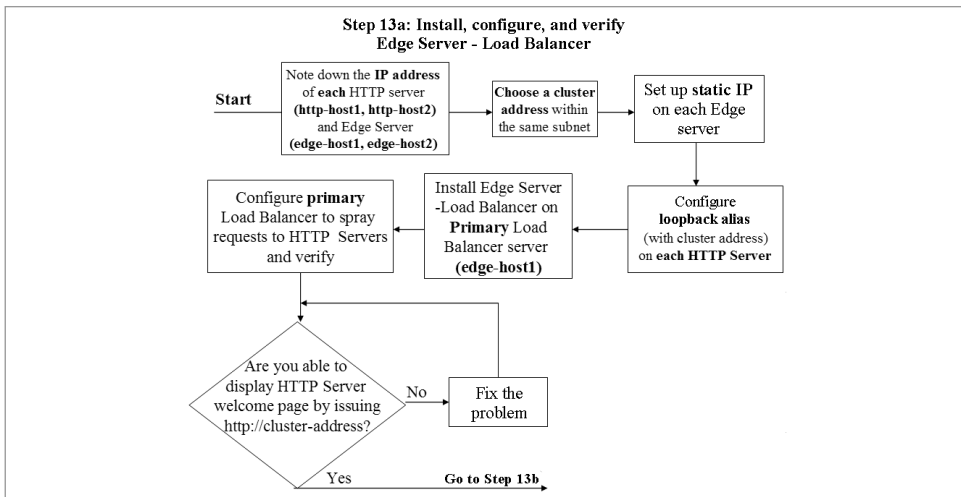 Step 13a: Install, configure, and verify
Edge Server - Load Balancer
Start
Note down the IP address
of each HTTP server
(http-host1, http-host2)
and Edge Server
(edge-host1, edge-host2)
Choose a cluster
address within
the same subnet
Set up static IP
on each Edge
server
Configure
loopback alias
(with cluster address)
on each HTTP Server
Install Edge Server
-Load Balancer on
Primary Load
Balancer server
(edge-host1)
Configure primary
Load Balancer to spray
requests to HTTP Servers
and verify
Are you able to
display HTTP Server
welcome page by issuing
http://cluster-address?
No
Fix the
problem
Yes
Go to Step 13b